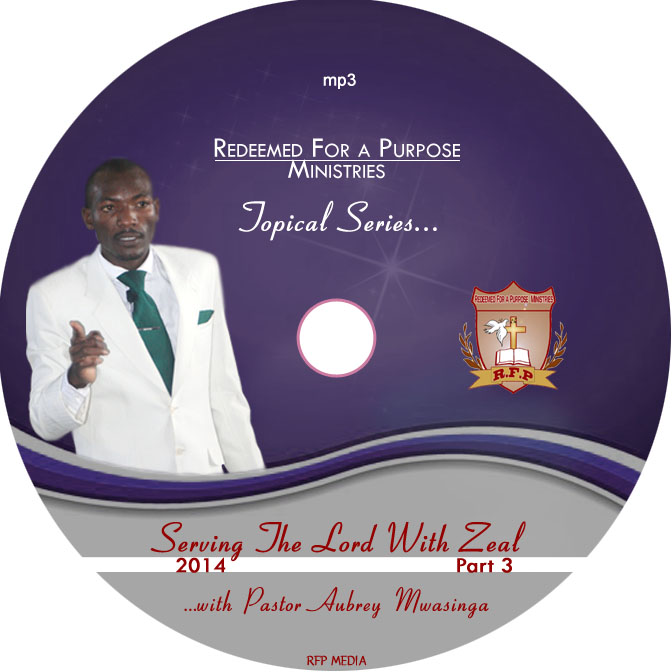 mp3
REDEEMED FOR A PURPOSE
MINISTRIES
Topical Series...
REDEEMED FOR A PURPOSE MINISTRIES
R.F.P
Serving The Lord With Zeal
2014 Part 3
...with Pastor Aubrey Mwasinga
RFP MEDIA